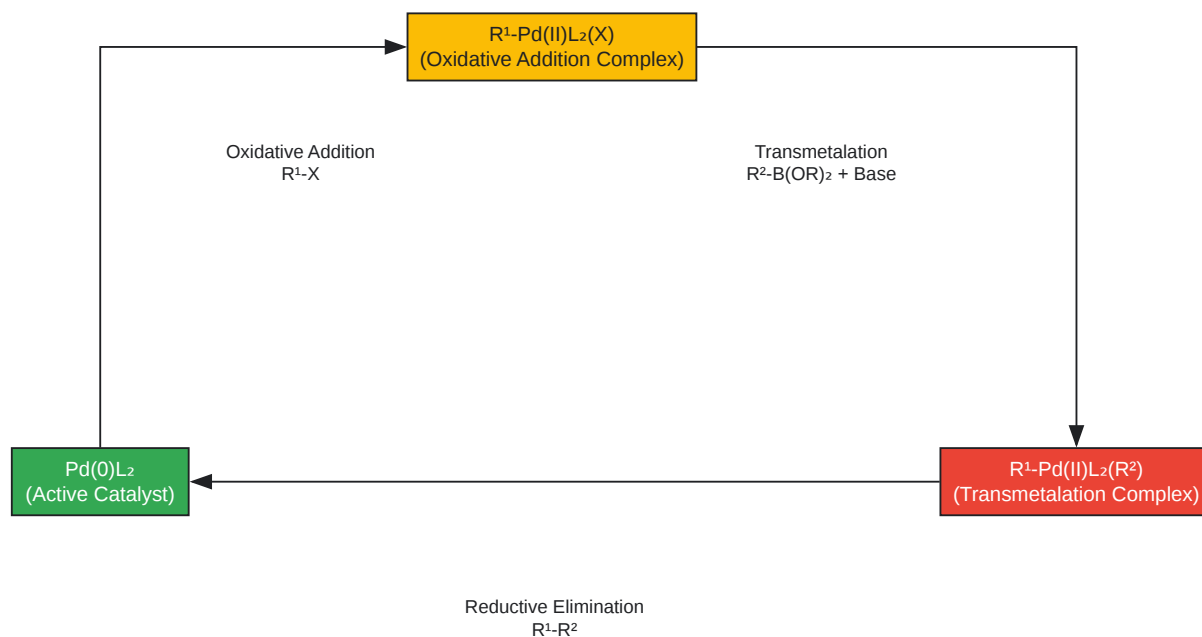 R¹-Pd(II)L₂(X)
(Oxidative Addition Complex)
Oxidative Addition
R¹-X
Transmetalation
R²-B(OR)₂ + Base
Pd(0)L₂
(Active Catalyst)
R¹-Pd(II)L₂(R²)
(Transmetalation Complex)
Reductive Elimination
R¹-R²